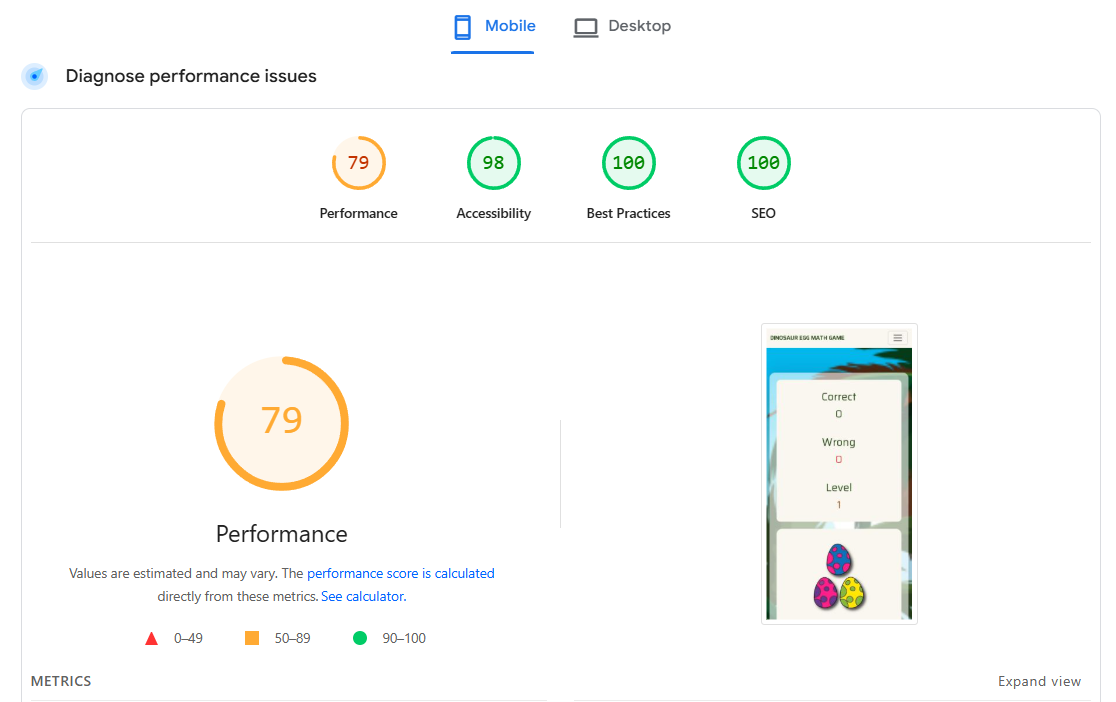 Mobile
Desktop
Diagnose performance issues
79
98
100
100
Performance
Accessibility
Best Practices
SEO
79
Performance
Values are estimated and may vary. The performance score is calculated
directly from these metrics. See calculator.
0–49
50–89
90–100
DINOSAUR EGG MATH GAME
Correct
0
Wrong
0
Level
1
METRICS
Expand view